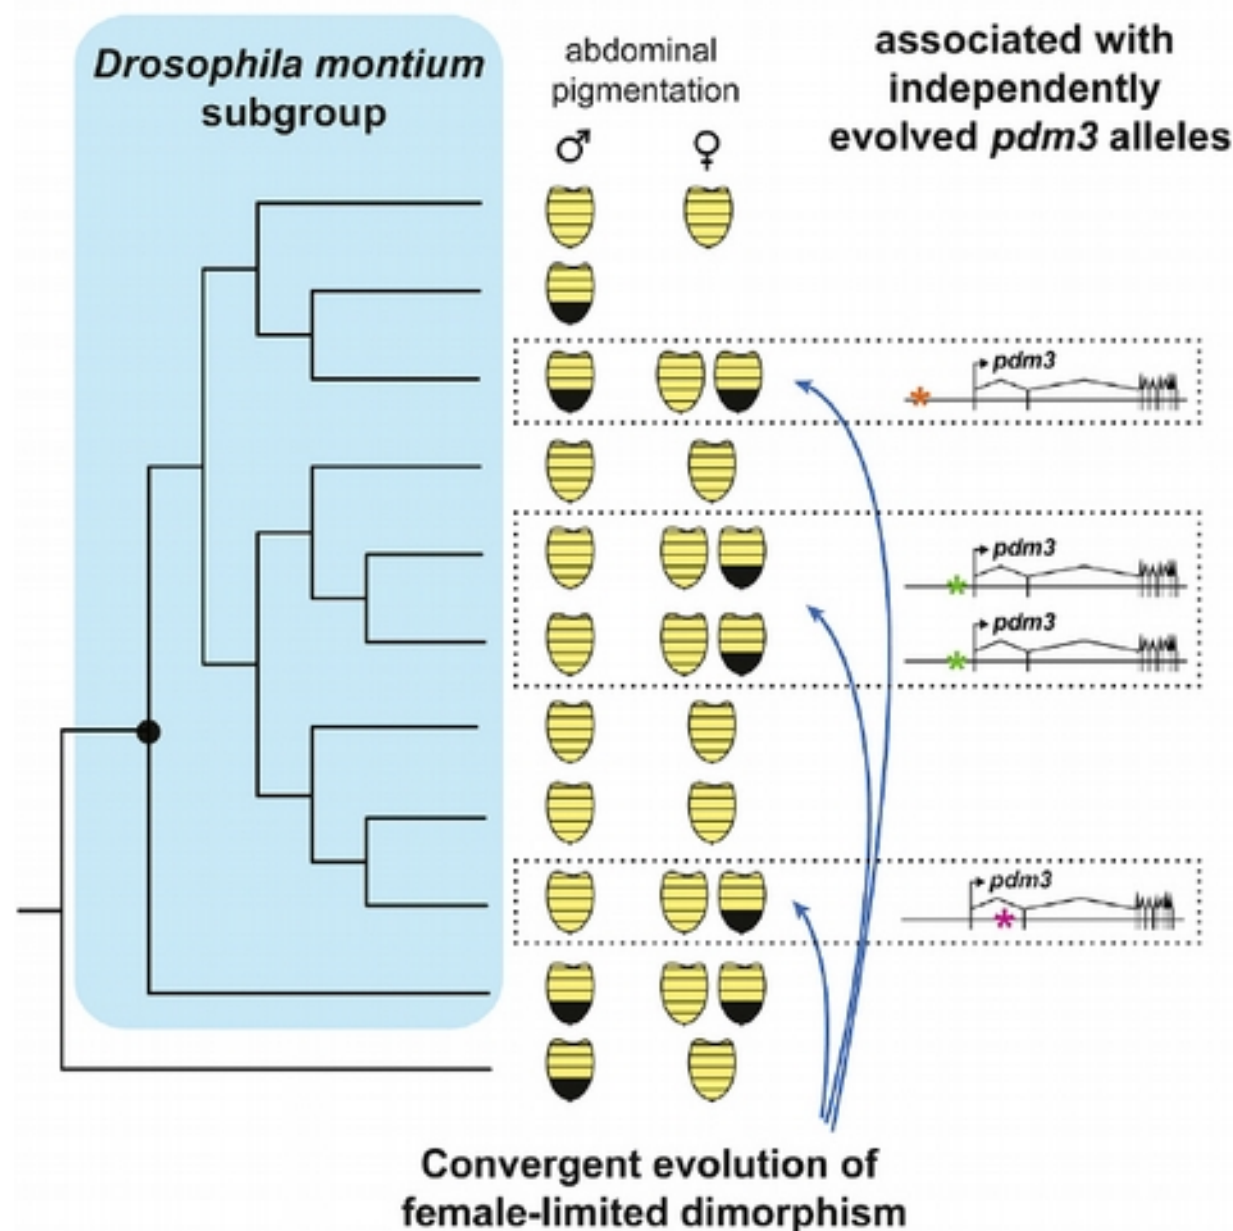 Drosophila montium
subgroup
abdominal
pigmentation
♂ ♀
associated with
independently
evolved pdm3 alleles
pdm3
pdm3
pdm3
pdm3
Convergent evolution of
female-limited dimorphism